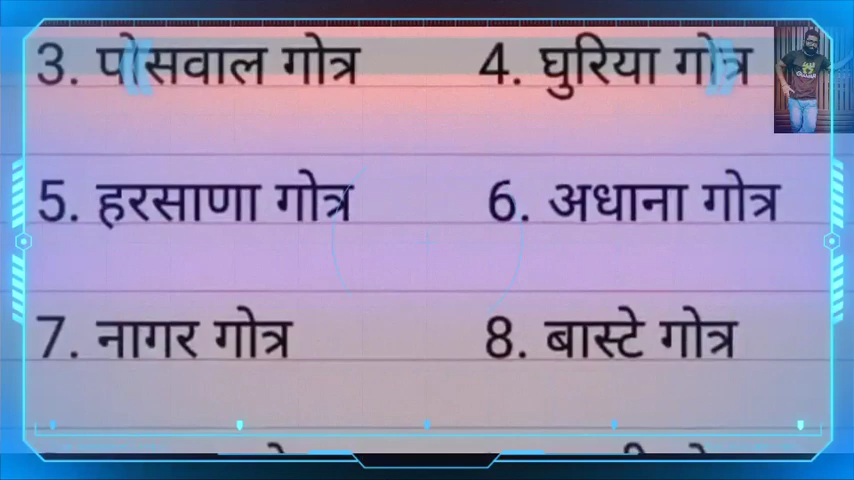 3. पोसवाल गोत्र 4. घुरिया गोत्र
5. हरसाणा गोत्र 6. अधाना गोत्र
7. नागर गोत्र 8. बास्टे गोत्र